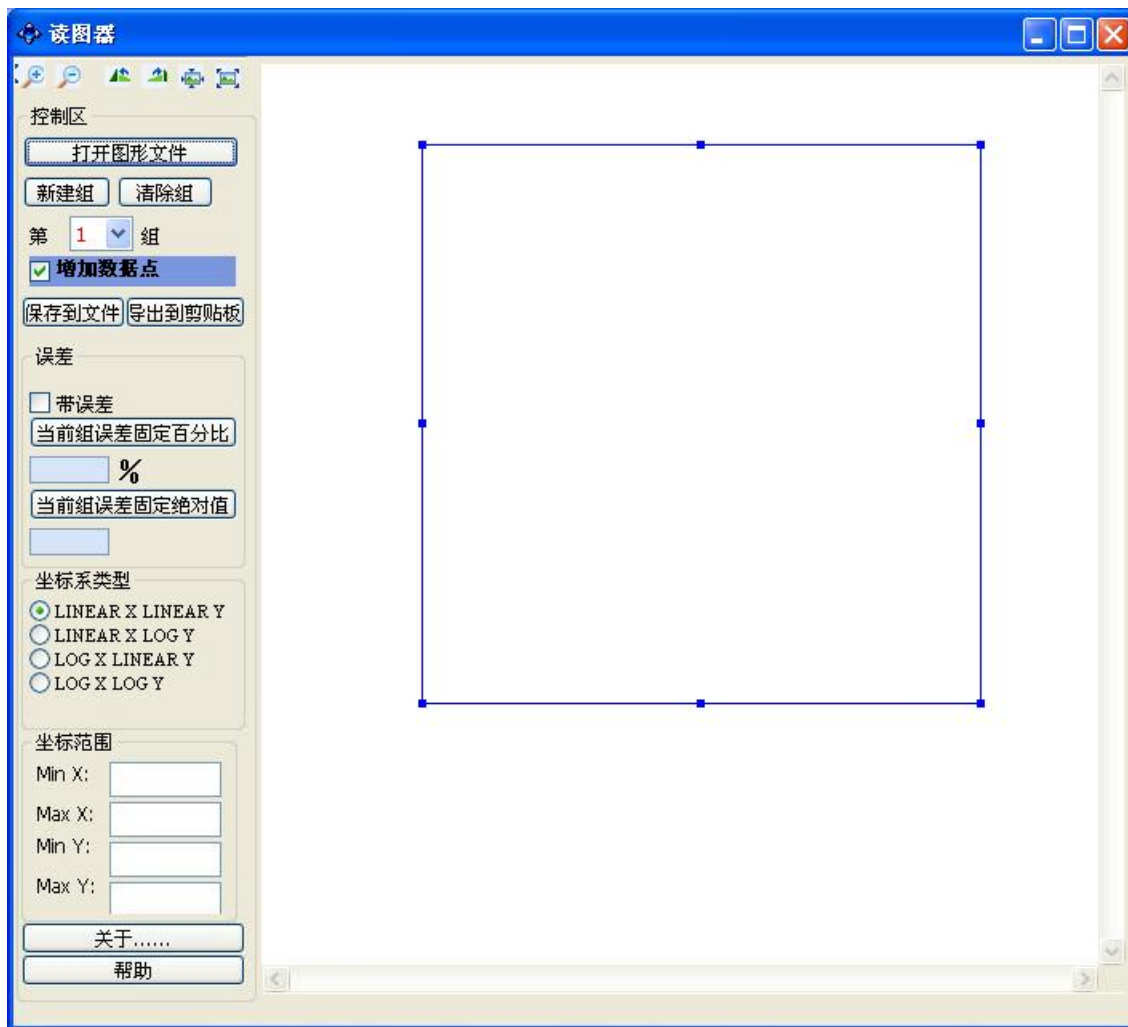 读图器
控制区
打开图形文件
新建组 清除组
第 1 组
增加数据点
保存到文件 导出到剪贴板
误差
带误差
当前组误差固定百分比
%
当前组误差固定绝对值
坐标系类型
LINEAR X LINEAR Y
LINEAR X LOG Y
LOG X LINEAR Y
LOG X LOG Y
坐标范围
Min X:
Max X:
Min Y:
Max Y:
关于......
帮助